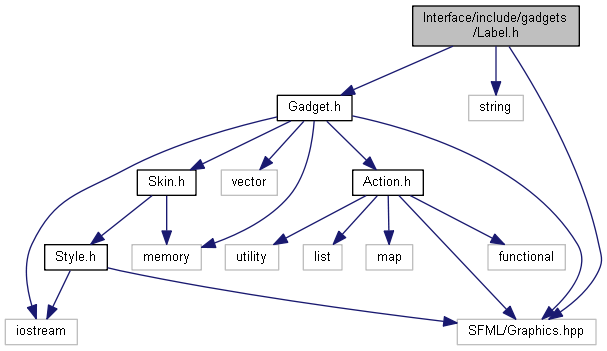 Interface/include/gadgets
/Label.h
Gadget.h
string
Skin.h
vector
Action.h
Style.h
memory
utility
list
map
functional
iostream
SFML/Graphics.hpp